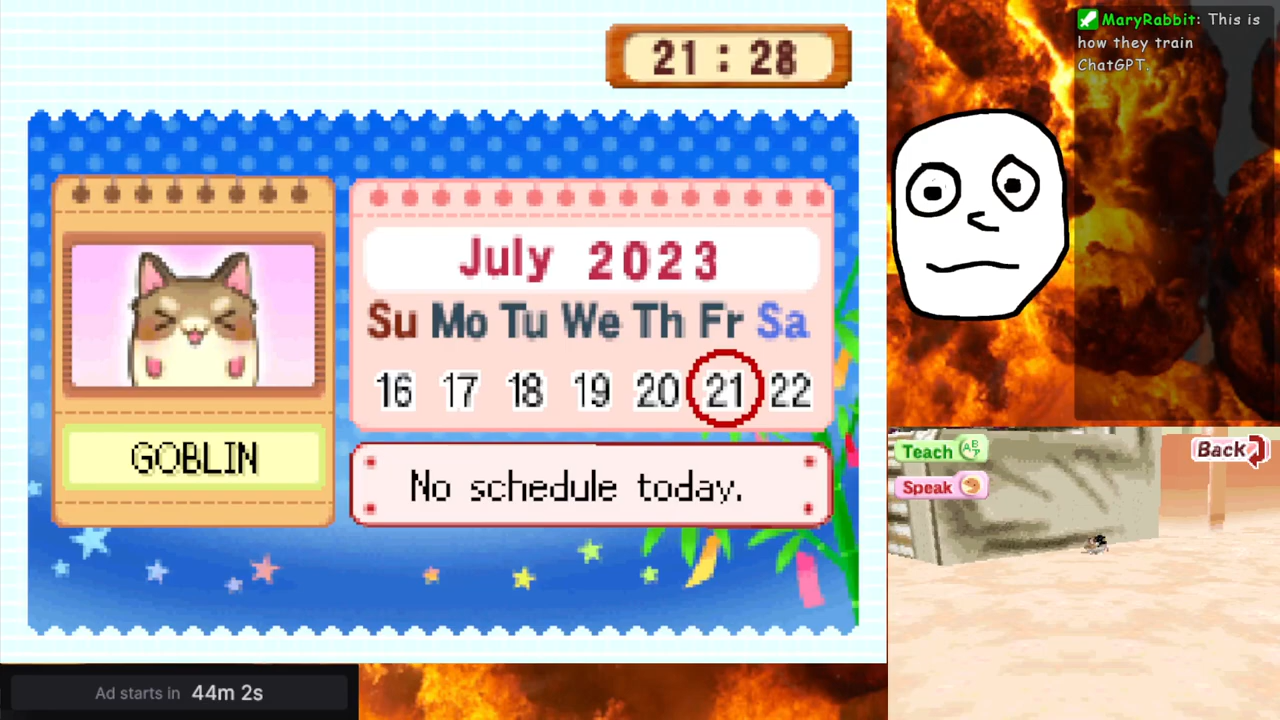 21 : 28
MaryRabbit: This is
how they train
ChatGPT.
July 2023
Su Mo Tu We Th Fr Sa
16 17 18 19 20 21 22
GOBLIN
No schedule today.
Teach
Speak
Back
Ad starts in 44m 2s